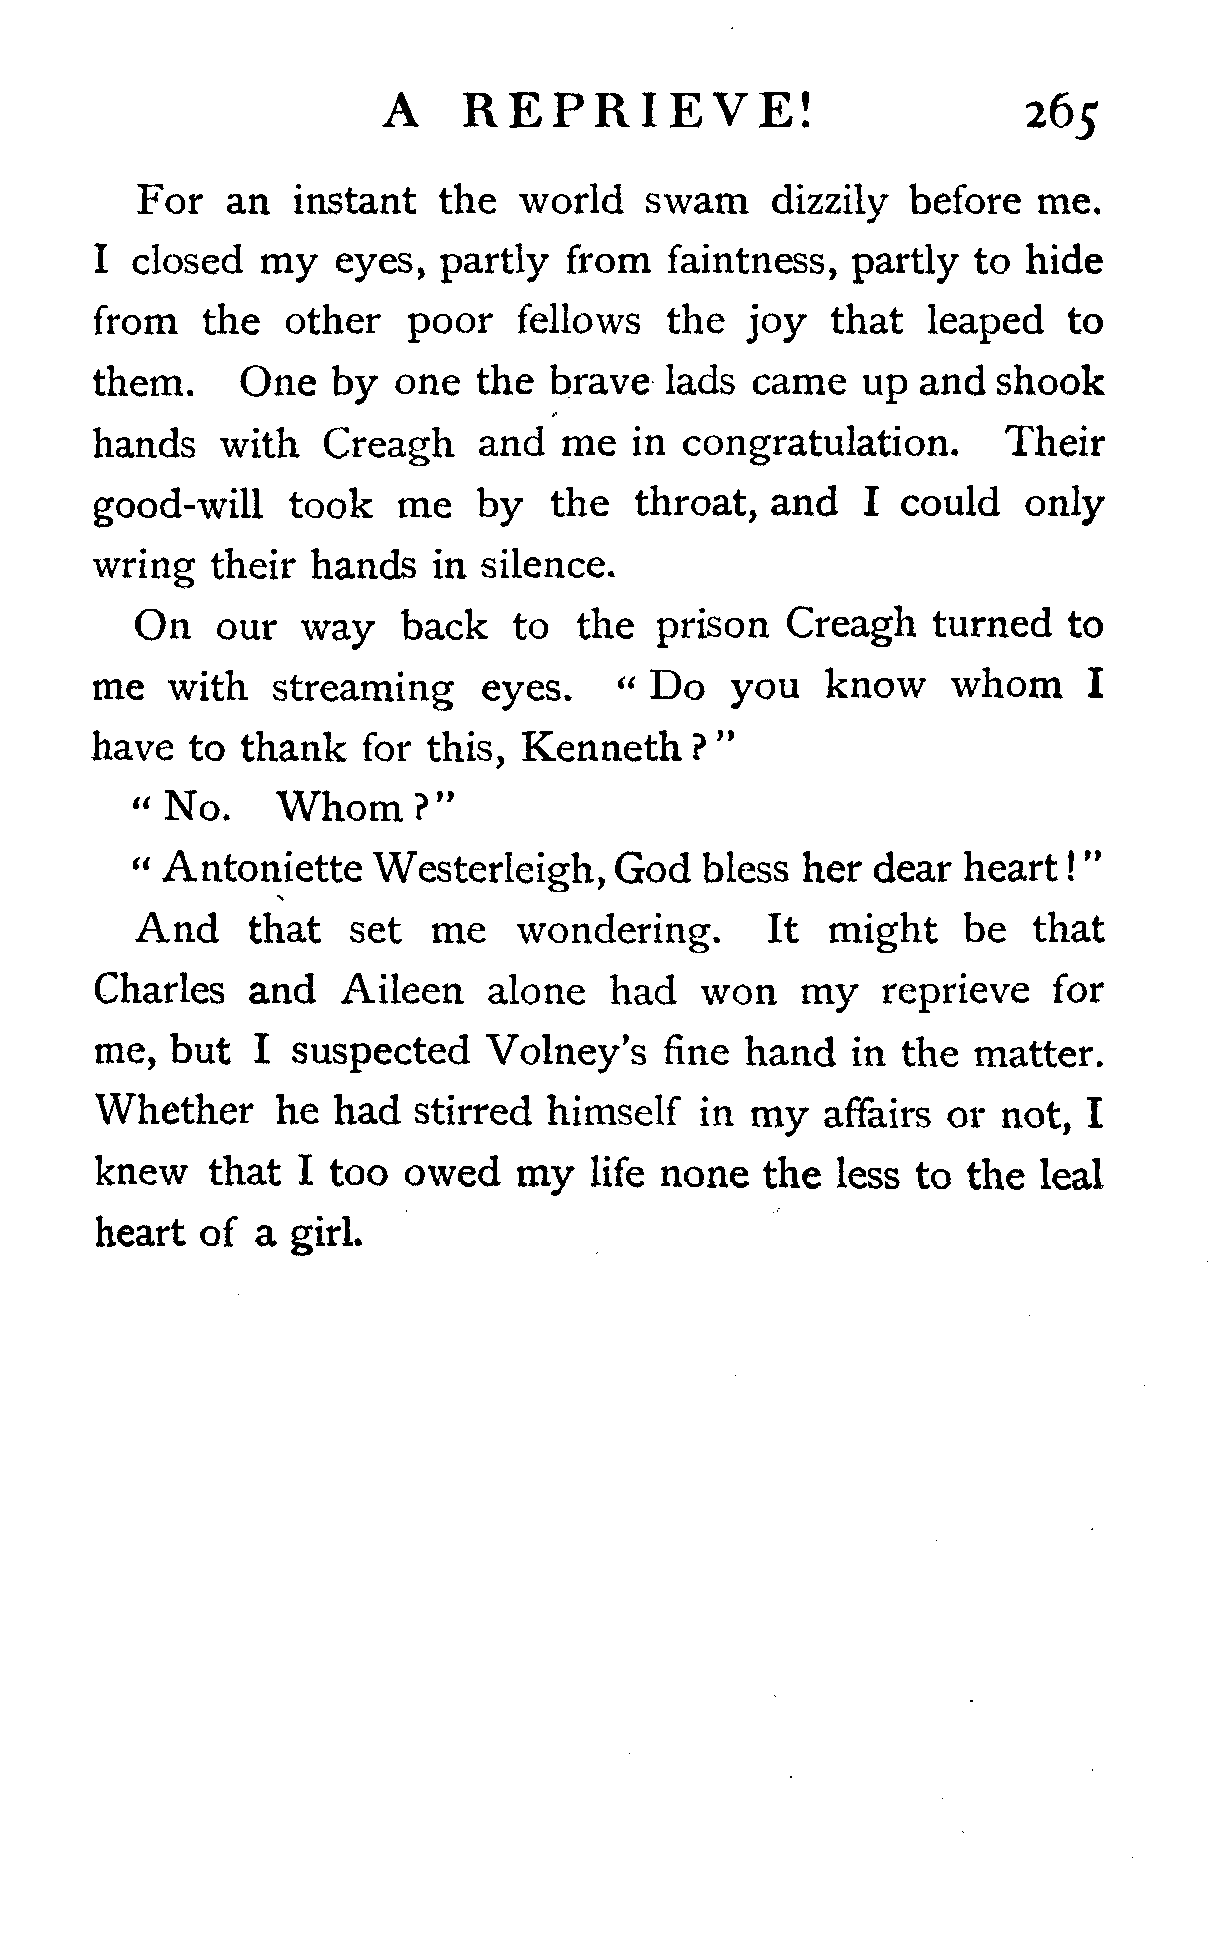 A REPRIEVE! 265
For an instant the world swam dizzily before me.
I closed my eyes, partly from faintness, partly to hide
from the other poor fellows the joy that leaped to
them. One by one the brave lads came up and shook
hands with Creagh and me in congratulation. Their
good-will took me by the throat, and I could only
wring their hands in silence.
On our way back to the prison Creagh turned to
me with streaming eyes. “ Do you know whom I
have to thank for this, Kenneth ? ”
“ No. Whom ? ”
“ Antoniette Westerleigh, God bless her dear heart ! ”
And that set me wondering. It might be that
Charles and Aileen alone had won my reprieve for
me, but I suspected Volney’s fine hand in the matter.
Whether he had stirred himself in my affairs or not, I
knew that I too owed my life none the less to the leal
heart of a girl.